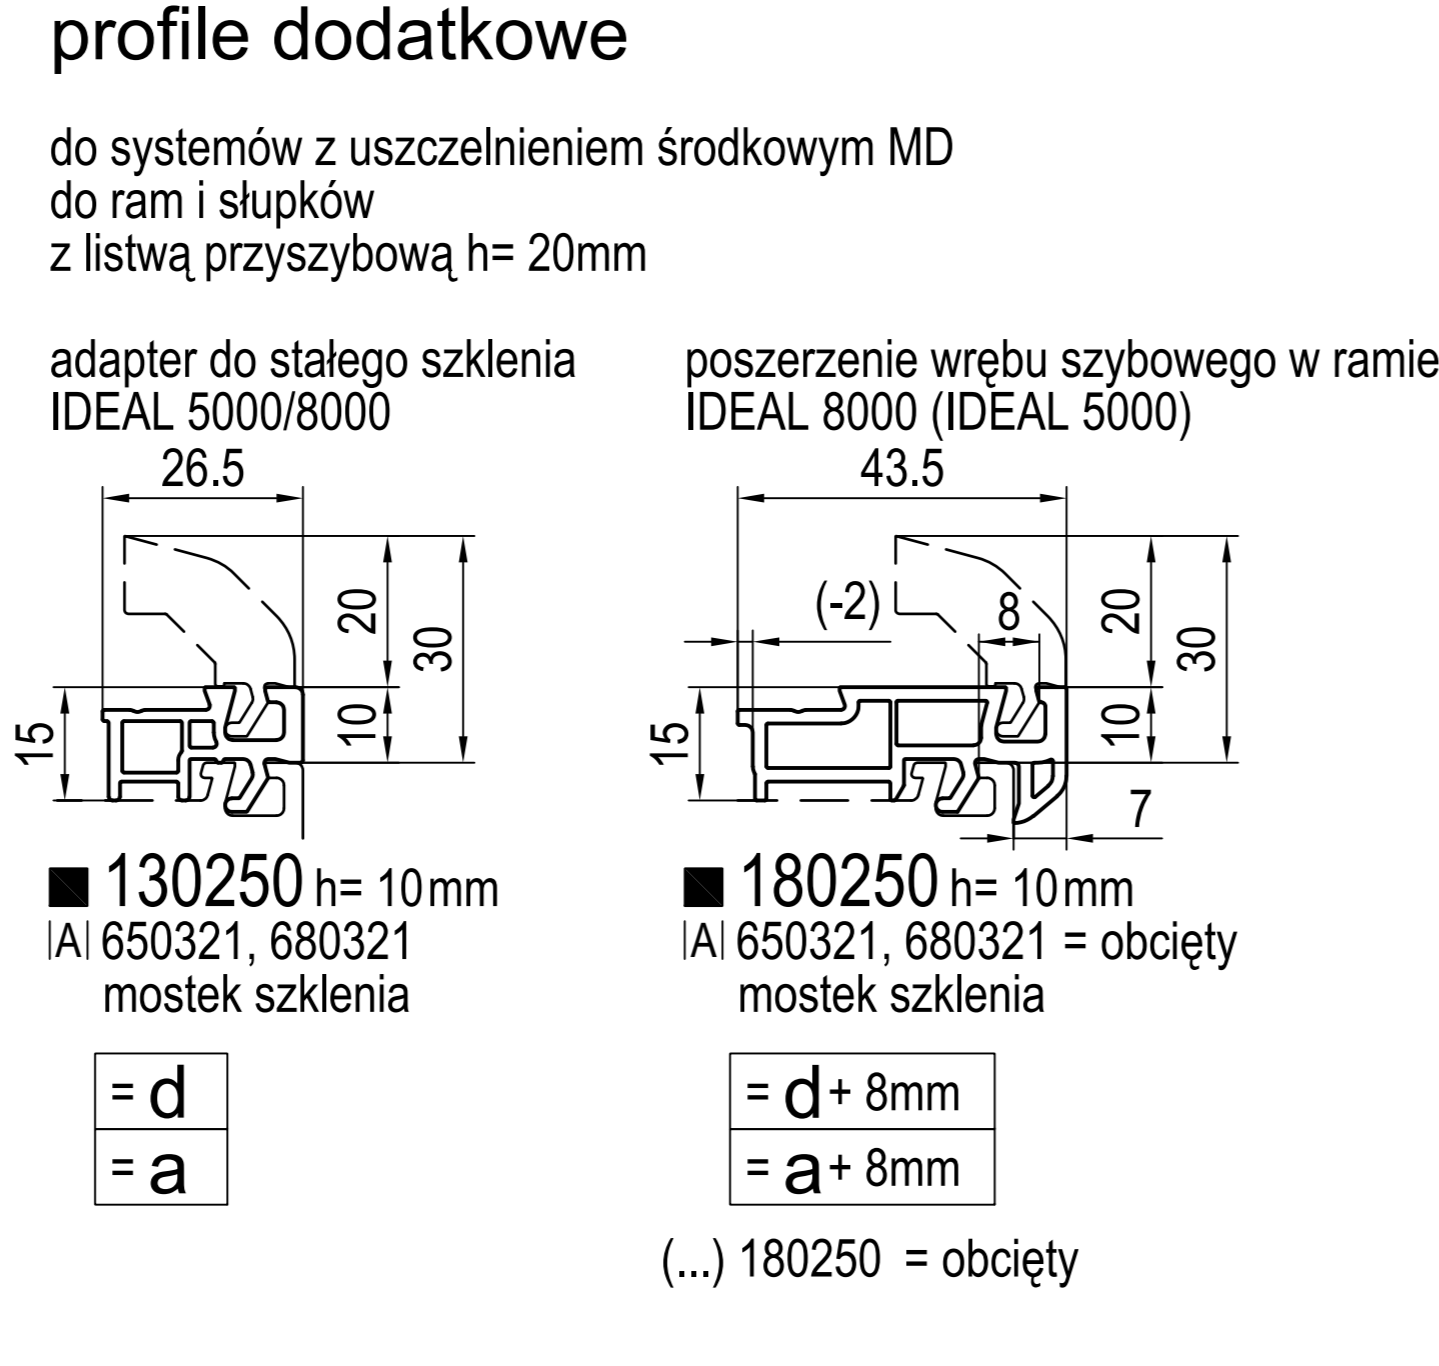 profile dodatkowe
do systemów z uszczelnieniem środkowym MD
do ram i słupków
z listwą przyszybową h= 20mm
adapter do stałego szklenia
IDEAL 5000/8000
26.5
20
30
15
10
130250 h= 10mm
|A| 650321, 680321
mostek szklenia
= d
= a
poszerzenie wrębu szybowego w ramie
IDEAL 8000 (IDEAL 5000)
43.5
(-2)
8
20
30
15
10
7
180250 h= 10mm
|A| 650321, 680321 = obcięty
mostek szklenia
= d + 8mm
= a + 8mm
(...) 180250 = obcięty